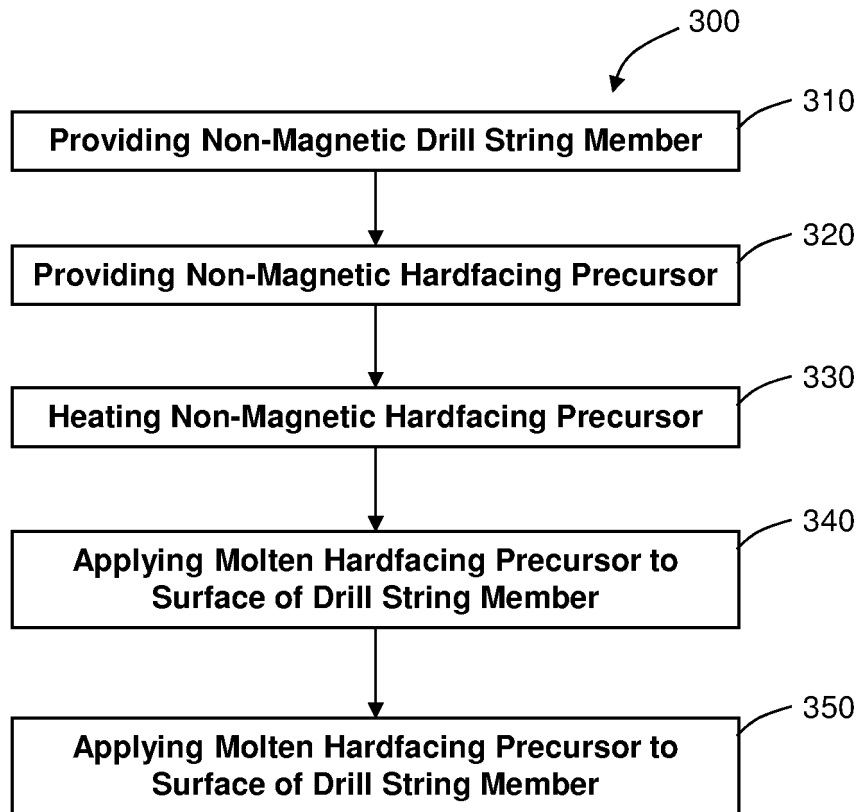 300
310
Providing Non-Magnetic Drill String Member
320
Providing Non-Magnetic Hardfacing Precursor
330
Heating Non-Magnetic Hardfacing Precursor
340
Applying Molten Hardfacing Precursor to
Surface of Drill String Member
350
Applying Molten Hardfacing Precursor to
Surface of Drill String Member